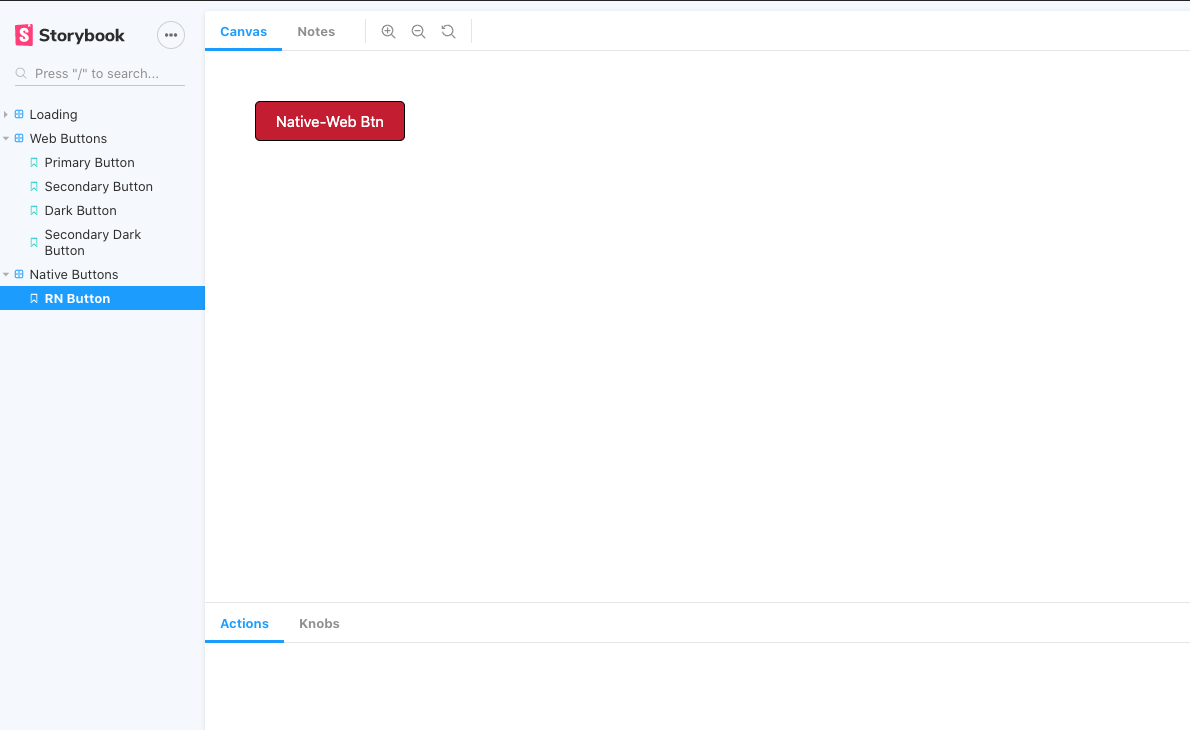 Storybook
Press "/" to search...
Loading
Web Buttons
Primary Button
Secondary Button
Dark Button
Secondary Dark
Button
Native Buttons
RN Button
Canvas
Notes
Native-Web Btn
Actions
Knobs